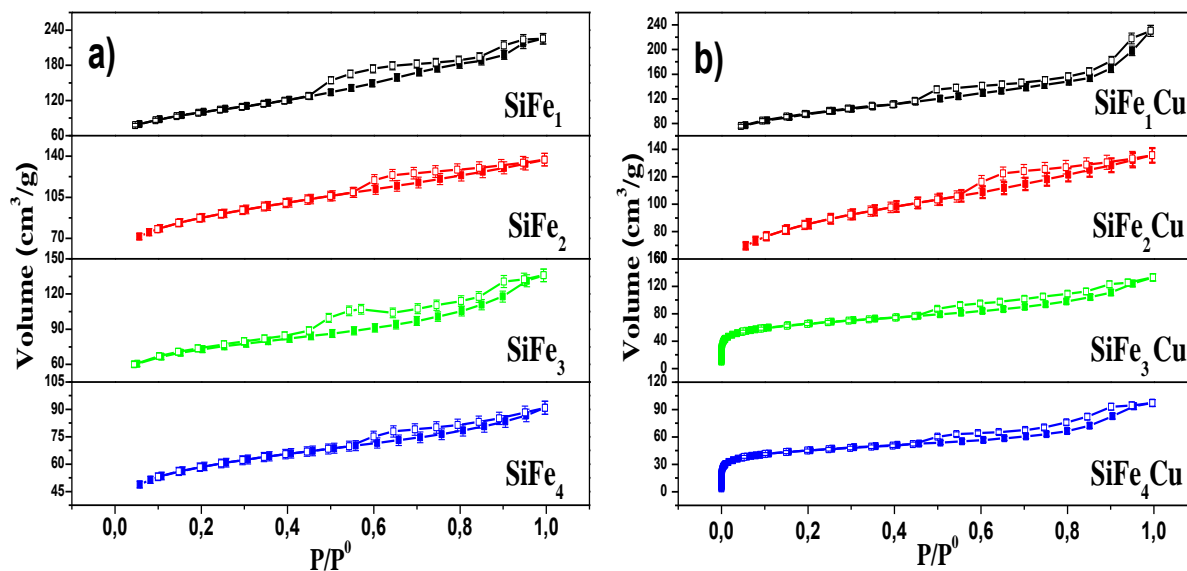 a)
Volume (cm³/g)
240
180
120
60
SiFe₁
140
105
70
SiFe₂
150
120
90
60
SiFe₃
105
90
75
60
45
SiFe₄
0,0 0,2 0,4 0,6 0,8 1,0
P/P⁰
b)
Volume (cm³/g)
240
200
160
120
80
SiFe₁Cu
140
120
100
80
60
SiFe₂Cu
160
120
80
40
0
SiFe₃Cu
120
90
60
30
0
SiFe₄Cu
0,0 0,2 0,4 0,6 0,8 1,0
P/P⁰